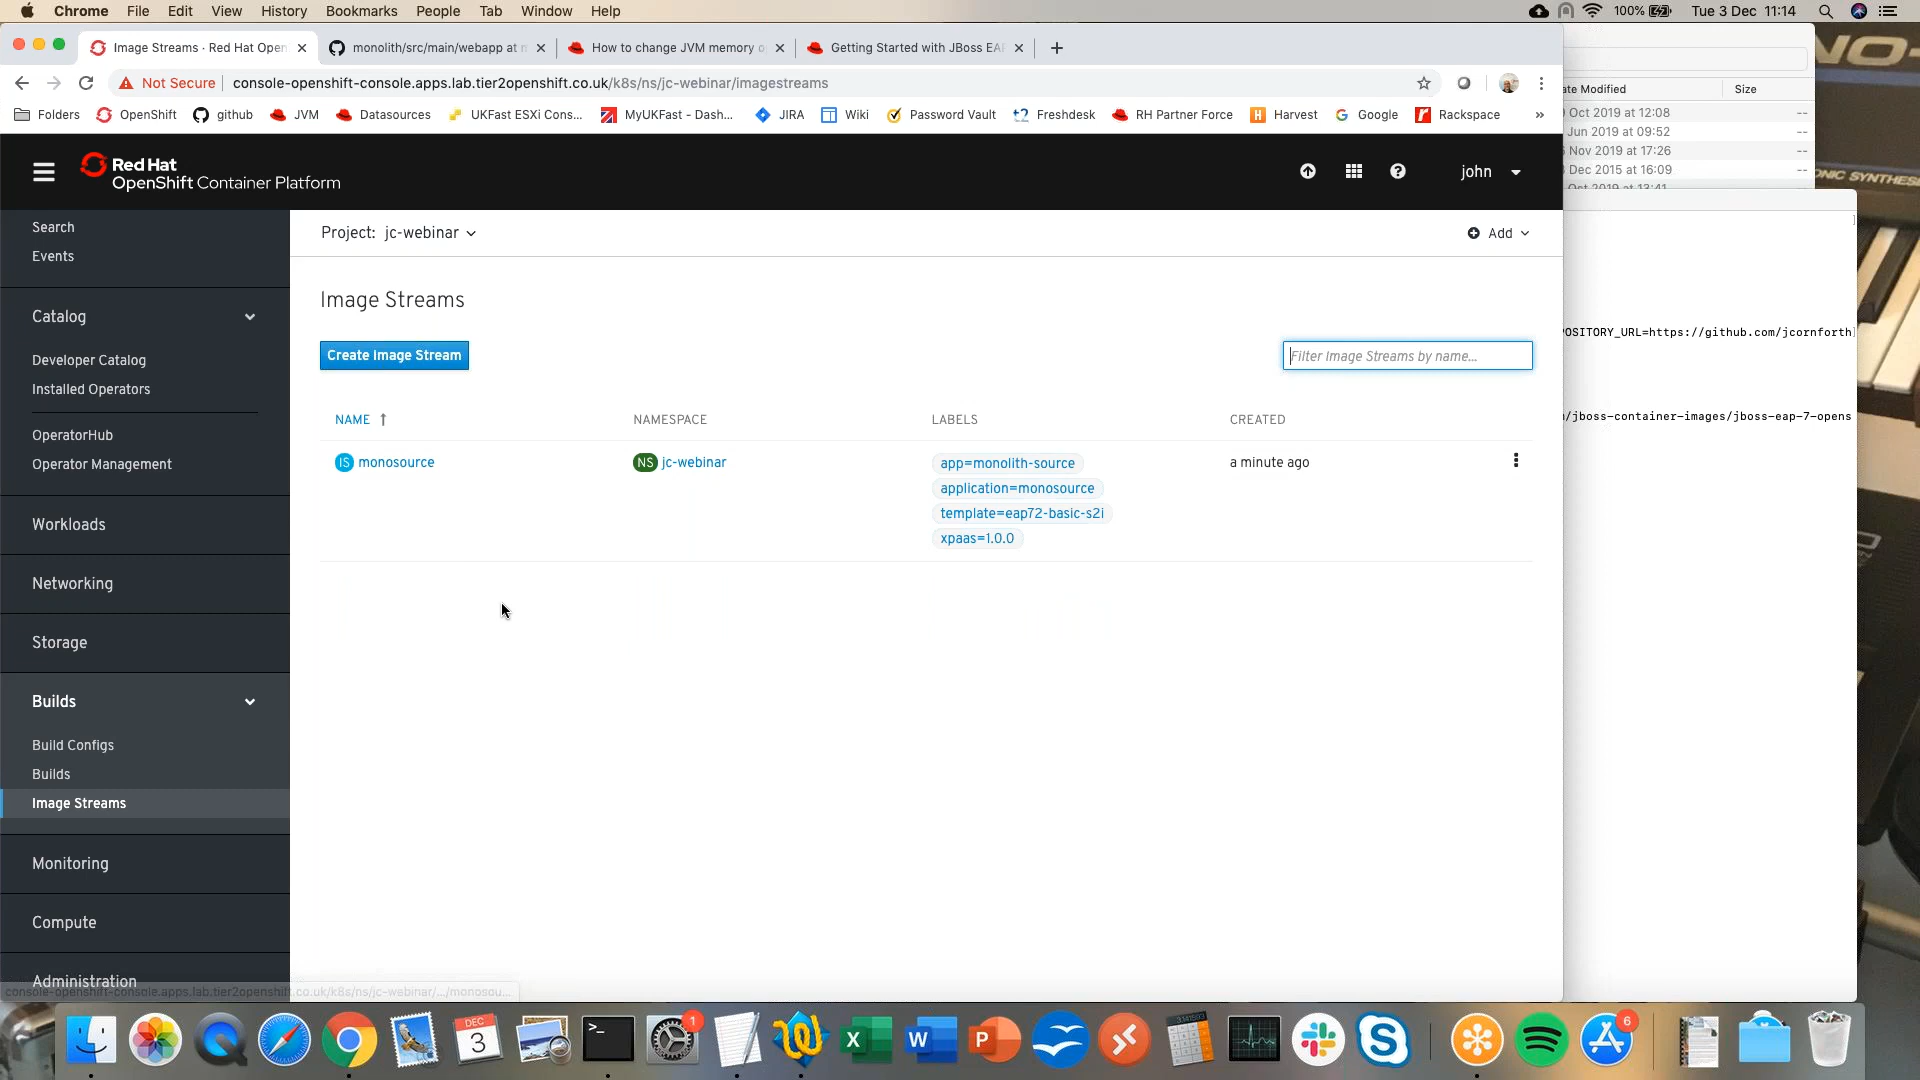 Chrome File Edit View History Bookmarks People Tab Window Help
100% Tue 3 Dec 11:14
Image Streams · Red Hat Open
monolith/src/main/webapp at m
How to change JVM memory o
Getting Started with JBoss EA
Not Secure console-openshift-console.apps.lab.tier2openshift.co.uk/k8s/ns/jc-webinar/imagestreams
Folders OpenShift github JVM Datasources UKFast ESXi Cons... MyUKFast - Dash... JIRA Wiki Password Vault Freshdesk RH Partner Force Harvest Google Rackspace »
Red Hat
OpenShift Container Platform
john
Search
Events
Catalog
Developer Catalog
Installed Operators
OperatorHub
Operator Management
Workloads
Networking
Storage
Builds
Build Configs
Builds
Image Streams
Monitoring
Compute
Administration
Project: jc-webinar
Add
Image Streams
Create Image Stream
Filter Image Streams by name...
NAME NAMESPACE LABELS CREATED
IS monosource NS jc-webinar app=monolith-source a minute ago
application=monosource
template=eap72-basic-s2i
xpaas=1.0.0
console-openshift-console.apps.lab.tier2openshift.co.uk/k8s/ns/jc-webinar/.../monosou...
ate Modified Size
Oct 2019 at 12:08 --
Jun 2019 at 09:52 --
Nov 2019 at 17:26 --
Dec 2015 at 16:09 --
Oct 2019 at 13:41 --
POSITORY_URL=https://github.com/jcornforth
/jboss-container-images/jboss-eap-7-opens
DEC
3
1
W
P
6